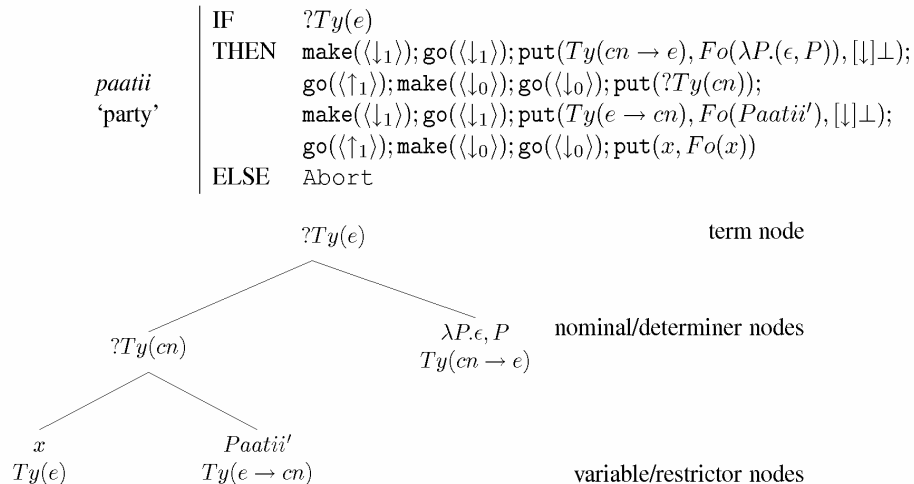 IF ?Ty(e)
THEN make(⟨↓₁⟩); go(⟨↓₁⟩); put(Ty(cn → e), Fo(λP.(ϵ, P)), [↓]⊥);
go(⟨↑₁⟩); make(⟨↓₀⟩); go(⟨↓₀⟩); put(?Ty(cn));
paatii
make(⟨↓₁⟩); go(⟨↓₁⟩); put(Ty(e → cn), Fo(Paatii′), [↓]⊥);
‘party’
go(⟨↑₁⟩); make(⟨↓₀⟩); go(⟨↓₀⟩); put(x, Fo(x))
ELSE Abort
?Ty(e) term node
?Ty(cn) λP.ϵ, P nominal/determiner nodes
Ty(cn → e)
x Paatii′
Ty(e) Ty(e → cn) variable/restrictor nodes